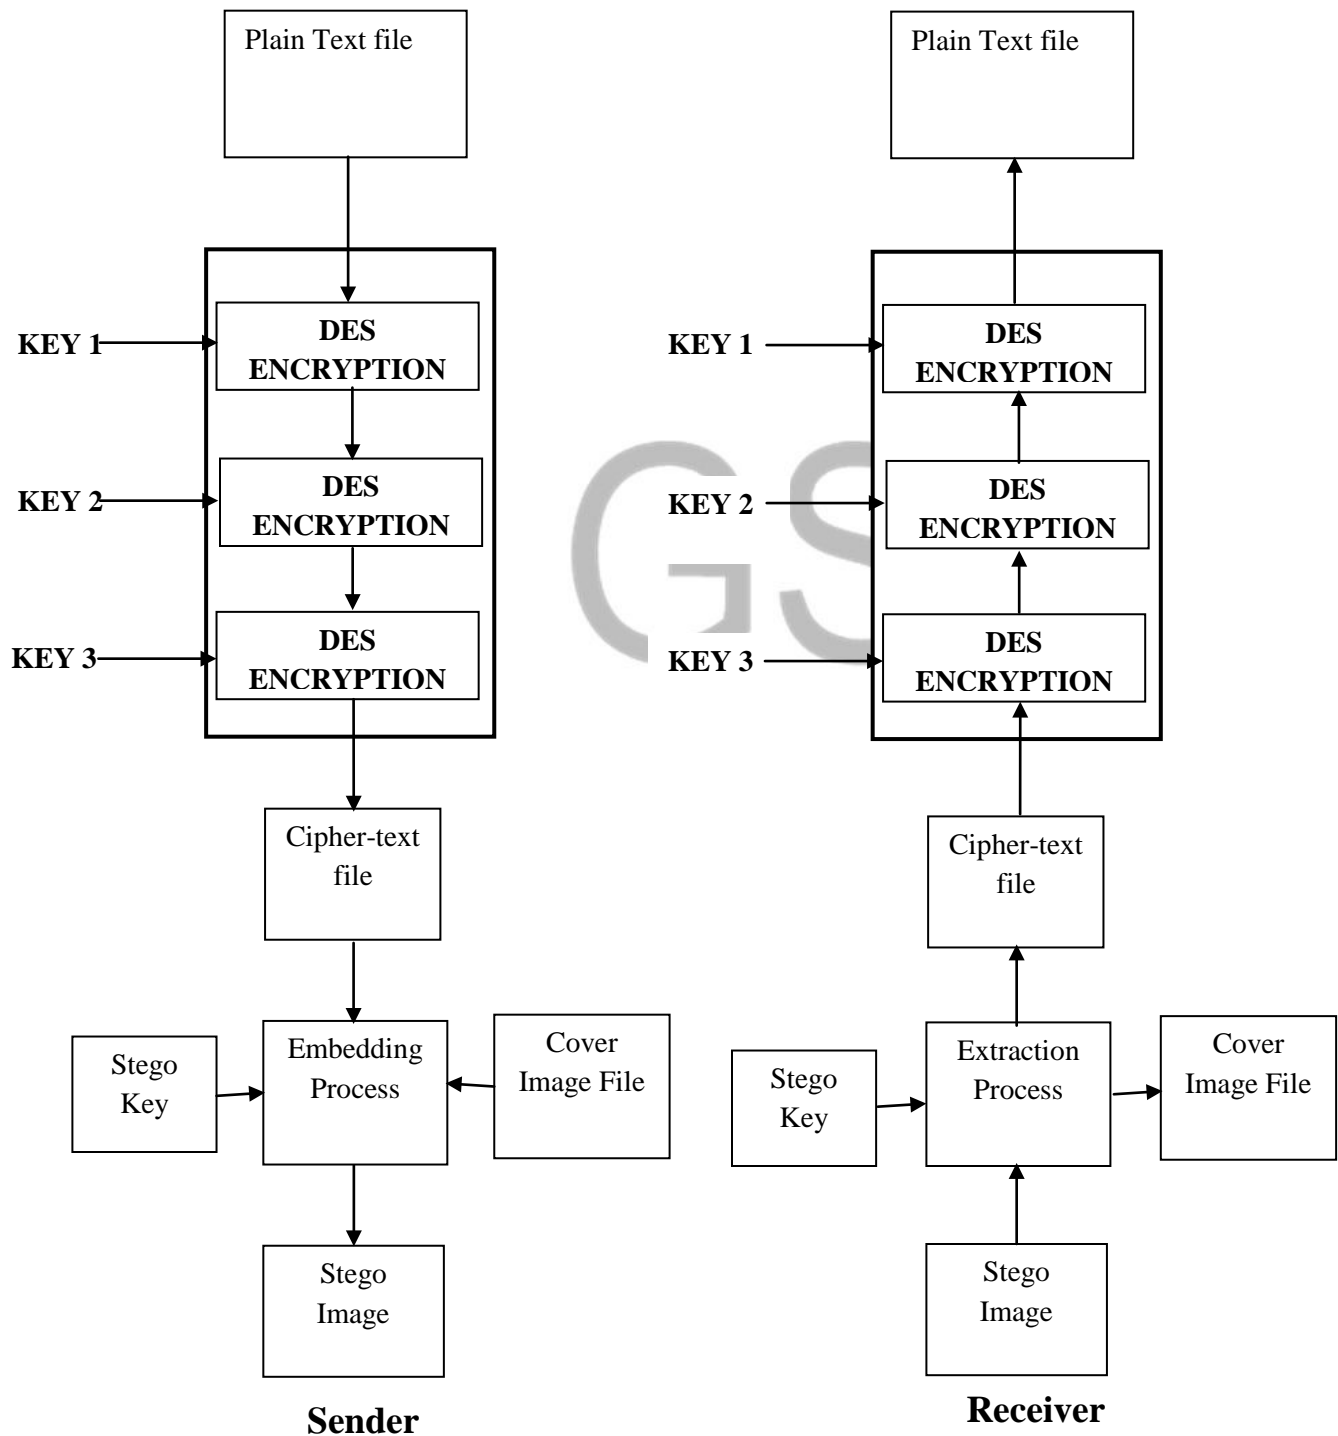 Plain Text file
KEY 1
DES
ENCRYPTION
KEY 2
DES
ENCRYPTION
KEY 3
DES
ENCRYPTION
Cipher-text
file
Stego
Key
Embedding
Process
Cover
Image File
Stego
Image
Sender
Plain Text file
KEY 1
DES
ENCRYPTION
KEY 2
DES
ENCRYPTION
KEY 3
DES
ENCRYPTION
Cipher-text
file
Stego
Key
Extraction
Process
Cover
Image File
Stego
Image
Receiver
GS